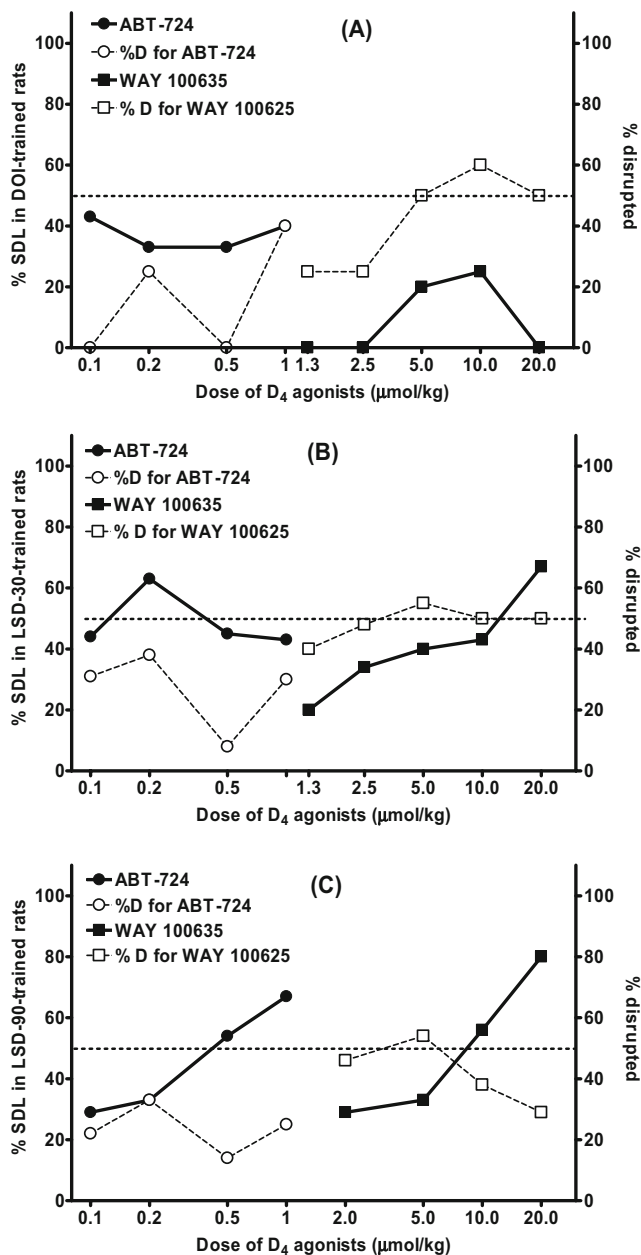 (A)
ABT-724
%D for ABT-724
WAY 100635
% D for WAY 100625
100
80
60
40
20
0
% SDL in DOI-trained rats
100
80
60
40
20
0
% disrupted
0.1 0.2 0.5 1 1.3 2.5 5.0 10.0 20.0
Dose of D4 agonists (μmol/kg)
(B)
ABT-724
%D for ABT-724
WAY 100635
% D for WAY 100625
100
80
60
40
20
0
% SDL in LSD-30-trained rats
100
80
60
40
20
0
% disrupted
0.1 0.2 0.5 1 1.3 2.5 5.0 10.0 20.0
Dose of D4 agonists (μmol/kg)
(C)
ABT-724
%D for ABT-724
WAY 100635
% D for WAY 100625
100
80
60
40
20
0
% SDL in LSD-90-trained rats
100
80
60
40
20
0
% disrupted
0.1 0.2 0.5 1 2.0 5.0 10.0 20.0
Dose of D4 agonists (μmol/kg)